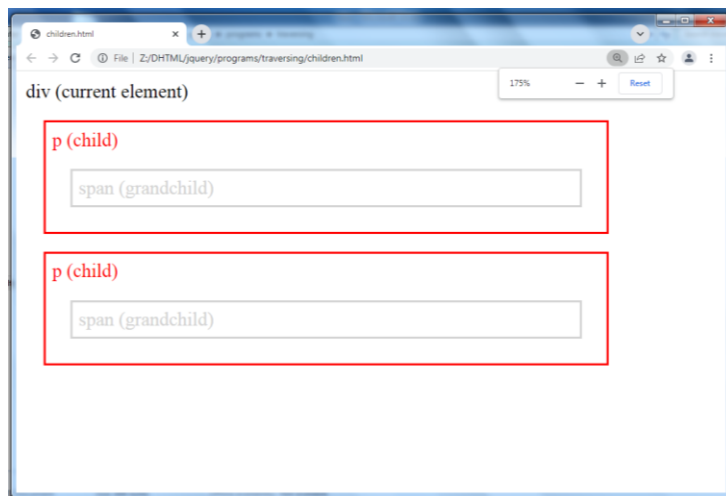 children.html
File | Z:/DHTML/jquery/programs/traversing/children.html
175%
Reset
div (current element)
p (child)
span (grandchild)
p (child)
span (grandchild)